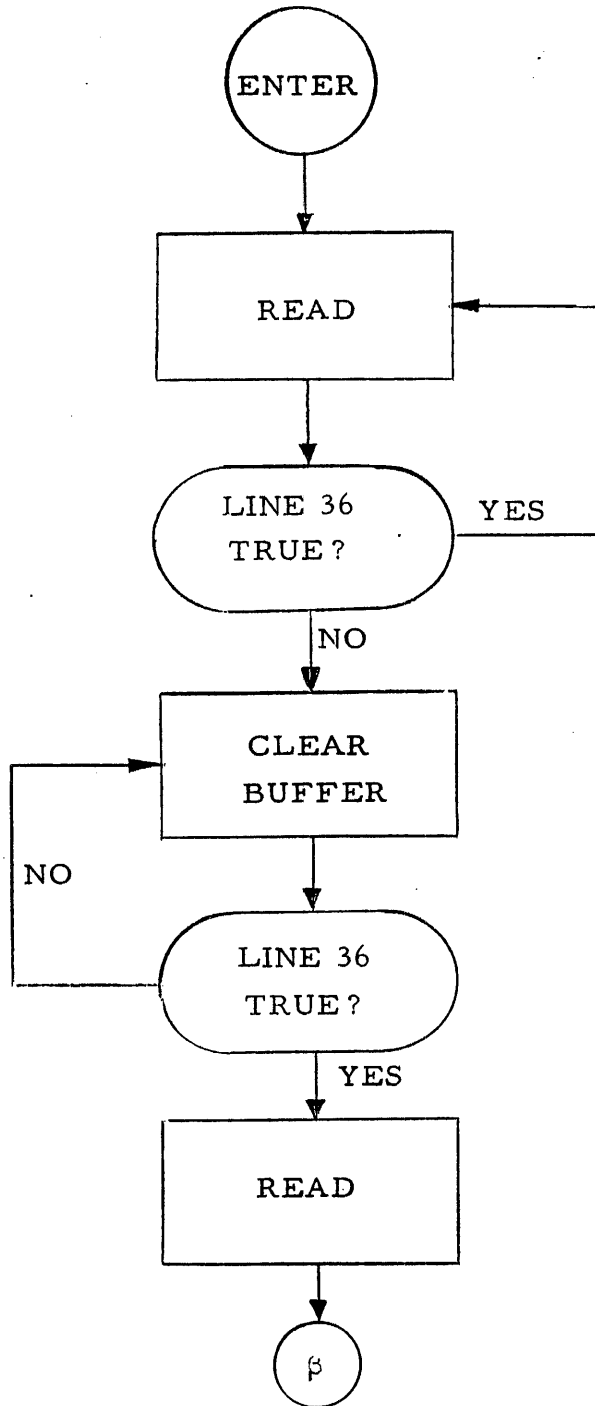 ENTER
READ
LINE 36
TRUE?
YES
NO
CLEAR
BUFFER
NO
LINE 36
TRUE?
YES
READ
β